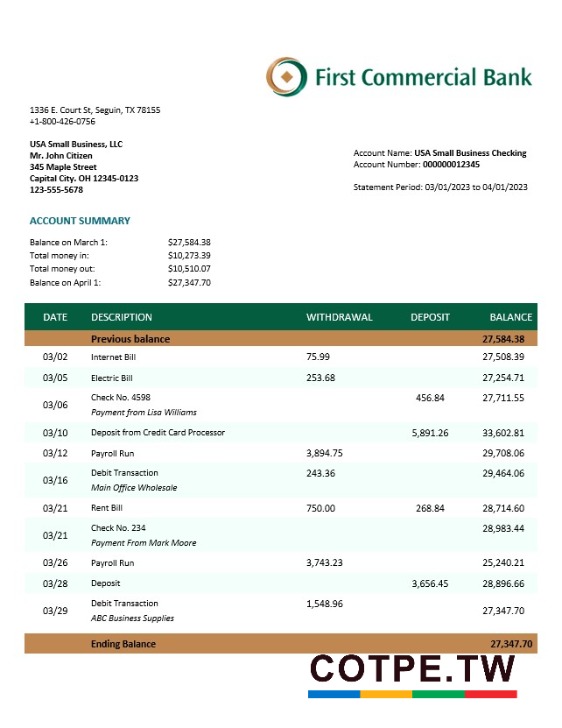 First Commercial Bank
1336 E. Court St, Seguin, TX 78155
+1-800-426-0756
USA Small Business, LLC
Mr. John Citizen
345 Maple Street
Capital City. OH 12345-0123
123-555-5678
Account Name: USA Small Business Checking
Account Number: 000000012345
Statement Period: 03/01/2023 to 04/01/2023
ACCOUNT SUMMARY
Balance on March 1: $27,584.38
Total money in: $10,273.39
Total money out: $10,510.07
Balance on April 1: $27,347.70
DATE DESCRIPTION WITHDRAWAL DEPOSIT BALANCE
Previous balance 27,584.38
03/02 Internet Bill 75.99 27,508.39
03/05 Electric Bill 253.68 27,254.71
03/06 Check No. 4598 456.84 27,711.55
Payment from Lisa Williams
03/10 Deposit from Credit Card Processor 5,891.26 33,602.81
03/12 Payroll Run 3,894.75 29,708.06
03/16 Debit Transaction 243.36 29,464.06
Main Office Wholesale
03/21 Rent Bill 750.00 268.84 28,714.60
03/21 Check No. 234 28,983.44
Payment From Mark Moore
03/26 Payroll Run 3,743.23 25,240.21
03/28 Deposit 3,656.45 28,896.66
03/29 Debit Transaction 1,548.96 27,347.70
ABC Business Supplies
Ending Balance 27,347.70
COTPE.TW